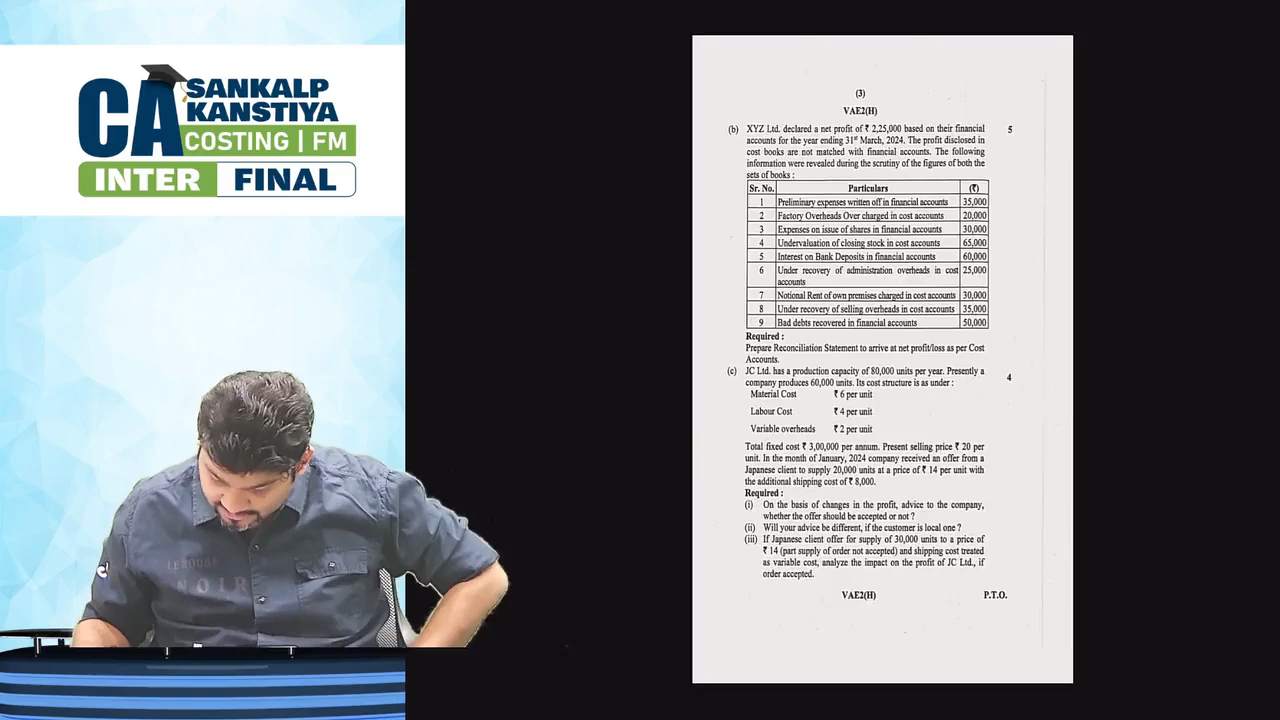 CA
SANKALP
KANSTIYA
COSTING | FM
INTER FINAL
LEROUGE
NOIR
(3)
VAE2(H)
(b) XYZ Ltd. declared a net profit of ₹ 2,25,000 based on their financial 5
accounts for the year ending 31st March, 2024. The profit disclosed in
cost books are not matched with financial accounts. The following
information were revealed during the scrutiny of the figures of both the
sets of books :
Sr. No. Particulars (₹)
1 Preliminary expenses written off in financial accounts 35,000
2 Factory Overheads Over charged in cost accounts 20,000
3 Expenses on issue of shares in financial accounts 30,000
4 Undervaluation of closing stock in cost accounts 65,000
5 Interest on Bank Deposits in financial accounts 60,000
6 Under recovery of administration overheads in cost 25,000
accounts
7 Notional Rent of own premises charged in cost accounts 30,000
8 Under recovery of selling overheads in cost accounts 35,000
9 Bad debts recovered in financial accounts 50,000
Required :
Prepare Reconciliation Statement to arrive at net profit/loss as per Cost
Accounts.
(c) JC Ltd. has a production capacity of 80,000 units per year. Presently a 4
company produces 60,000 units. Its cost structure is as under :
Material Cost ₹ 6 per unit
Labour Cost ₹ 4 per unit
Variable overheads ₹ 2 per unit
Total fixed cost ₹ 3,00,000 per annum. Present selling price ₹ 20 per
unit. In the month of January, 2024 company received an offer from a
Japanese client to supply 20,000 units at a price of ₹ 14 per unit with
the additional shipping cost of ₹ 8,000.
Required :
(i) On the basis of changes in the profit, advice to the company,
whether the offer should be accepted or not ?
(ii) Will your advice be different, if the customer is local one ?
(iii) If Japanese client offer for supply of 30,000 units to a price of
₹ 14 (part supply of order not accepted) and shipping cost treated
as variable cost, analyze the impact on the profit of JC Ltd., if
order accepted.
VAE2(H) P.T.O.